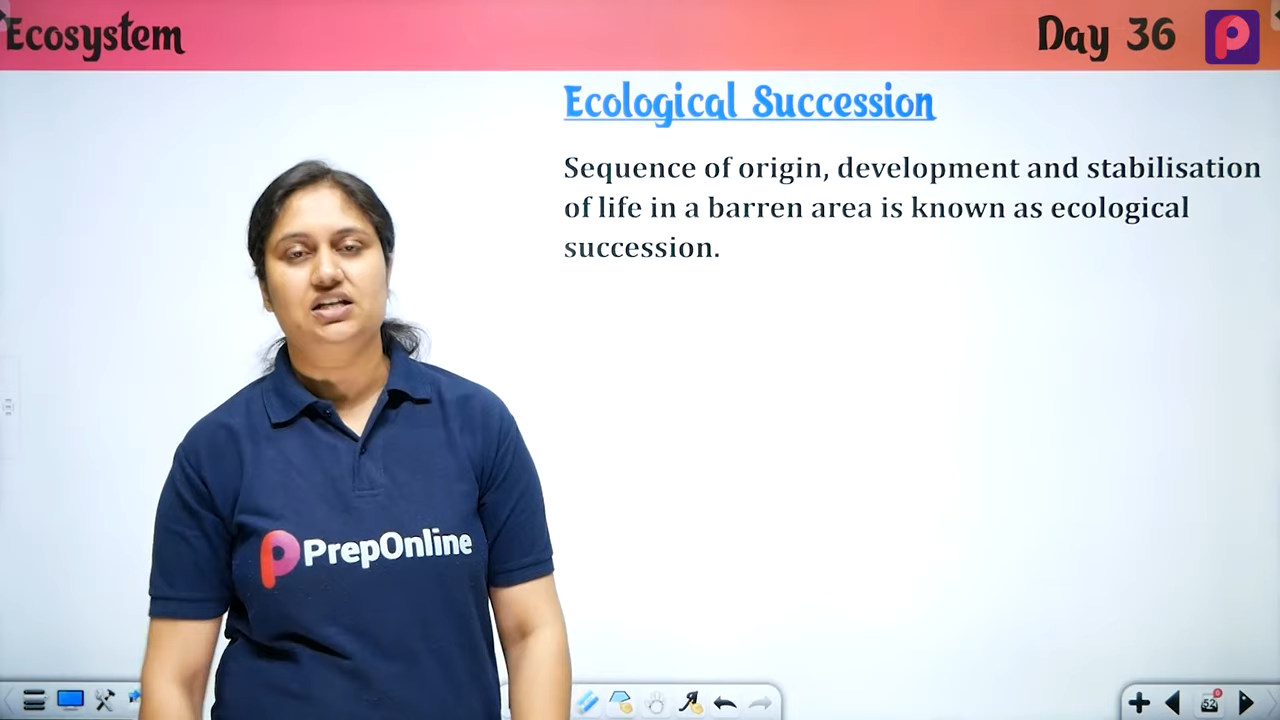 Ecosystem
Day 36
Ecological Succession
Sequence of origin, development and stabilisation
of life in a barren area is known as ecological
succession.
PrepOnline
52